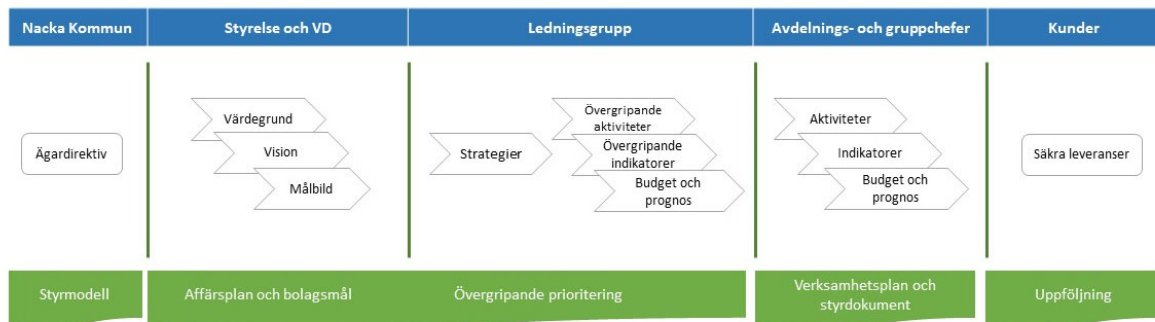 Nacka Kommun
Styrelse och VD
Ledningsgrupp
Avdelnings- och gruppchefer
Kunder
Ägardirektiv
Värdegrund
Vision
Målbild
Strategier
Övergripande
aktiviteter
Övergripande
indikatorer
Budget och
prognos
Aktiviteter
Indikatorer
Budget och
prognos
Säkra leveranser
Styrmodell
Affärsplan och bolagsmål
Övergripande prioritering
Verksamhetsplan och
styrdokument
Uppföljning